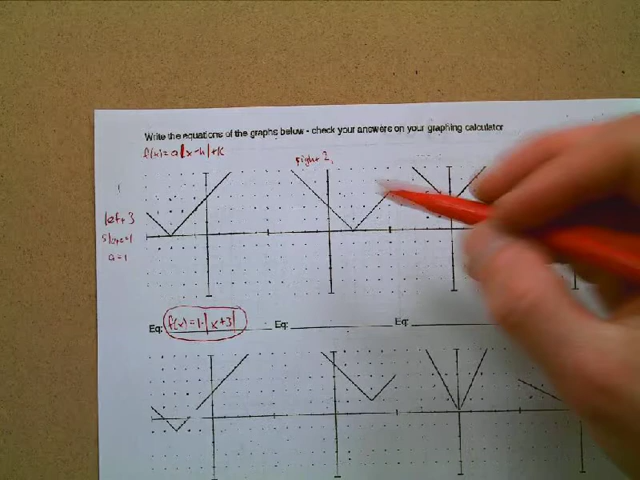 Write the equations of the graphs below - check your answers on your graphing calculator
f(x)=a|x-h|+k
right 2,
left 3
slope=1
a=1
Eq: f(x)=1·|x+3| Eq: Eq: